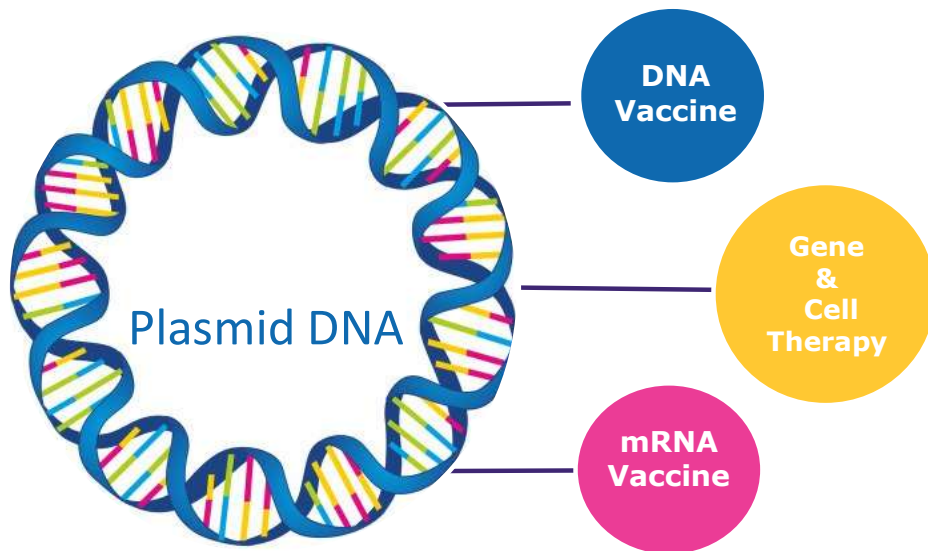 Plasmid DNA
DNA
Vaccine
Gene
&
Cell
Therapy
mRNA
Vaccine